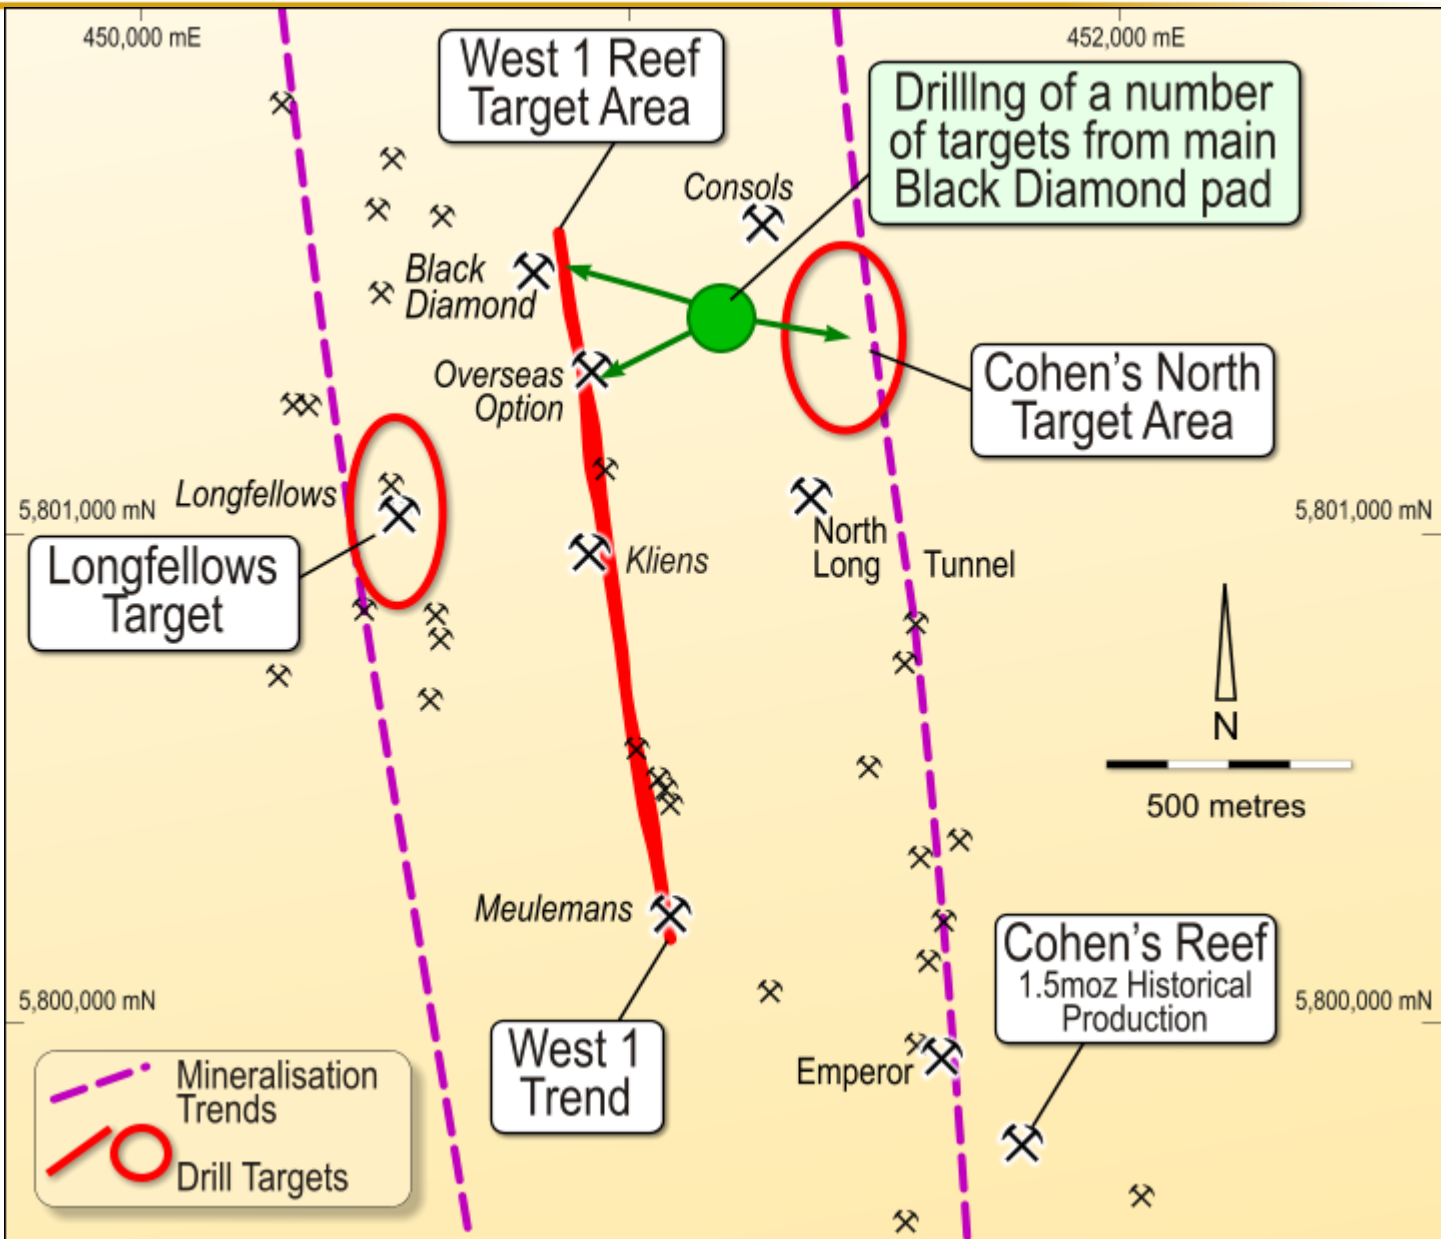 450,000 mE
452,000 mE
West 1 Reef
Target Area
Drilllng of a number
of targets from main
Black Diamond pad
Consols
Black
Diamond
Overseas
Option
Cohen's North
Target Area
Longfellows
5,801,000 mN
5,801,000 mN
Longfellows
Target
Kliens
North
Long Tunnel
N
500 metres
Meulemans
Cohen's Reef
1.5moz Historical
Production
5,800,000 mN
5,800,000 mN
West 1
Trend
Emperor
Mineralisation
Trends
Drill Targets